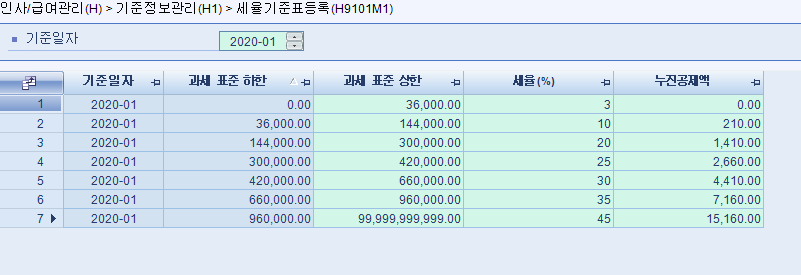 인사/급여관리(H) > 기준정보관리(H1) > 세율기준표등록(H9101M1)
기준일자 2020-01
기준일자 과세 표준 하한 과세 표준 상한 세율(%) 누진공제액
1 2020-01 0.00 36,000.00 3 0.00
2 2020-01 36,000.00 144,000.00 10 210.00
3 2020-01 144,000.00 300,000.00 20 1,410.00
4 2020-01 300,000.00 420,000.00 25 2,660.00
5 2020-01 420,000.00 660,000.00 30 4,410.00
6 2020-01 660,000.00 960,000.00 35 7,160.00
7 2020-01 960,000.00 99,999,999,999.00 45 15,160.00